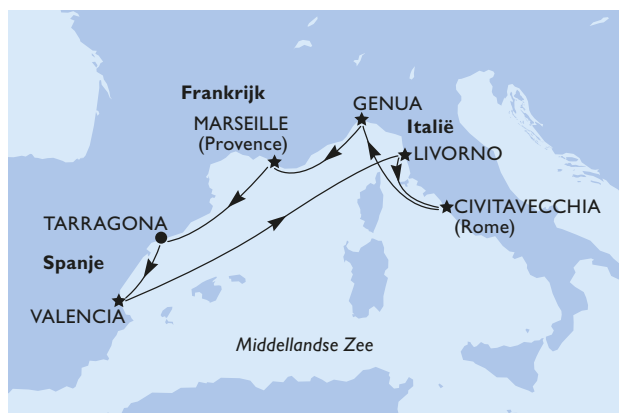 Frankrijk
MARSEILLE
(Provence)
GENUA
Italië
LIVORNO
CIVITAVECCHIA
(Rome)
TARRAGONA
Spanje
VALENCIA
Middellandse Zee